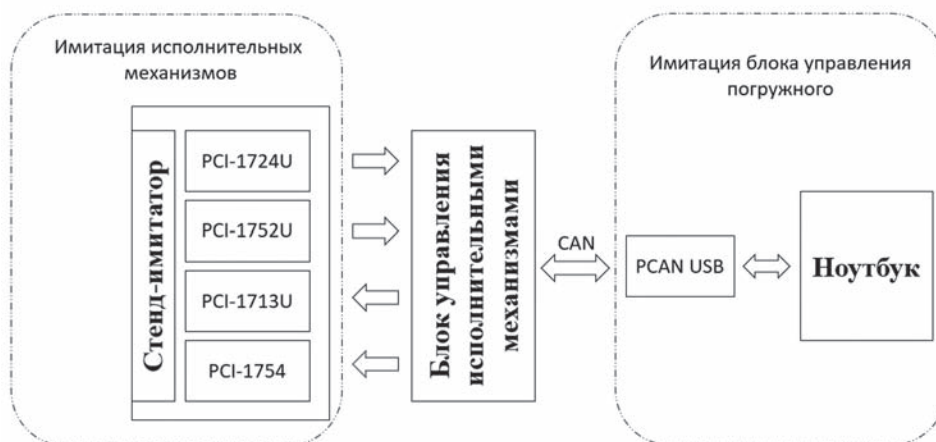 Имитация исполнительных
механизмов
Стенд-имитатор
PCI-1724U
PCI-1752U
PCI-1713U
PCI-1754
Блок управления
исполнительными
механизмами
CAN
Имитация блока управления
погружного
PCAN USB
Ноутбук